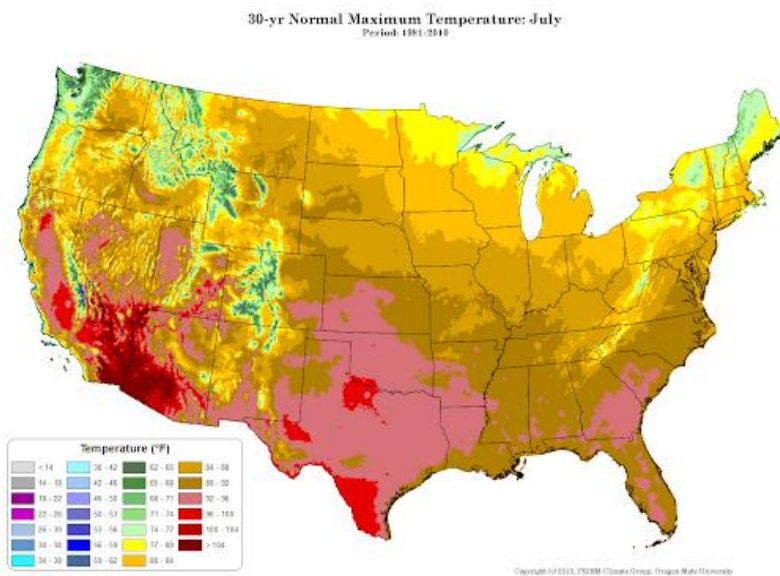 30-yr Normal Maximum Temperature: July
Period: 1981-2010
Temperature (°F)
< 14
14 - 18
18 - 22
22 - 26
26 - 30
30 - 34
34 - 38
38 - 42
42 - 46
46 - 50
50 - 53
53 - 56
56 - 59
59 - 62
62 - 65
65 - 68
68 - 71
71 - 74
74 - 77
77 - 80
80 - 84
84 - 88
88 - 92
92 - 96
96 - 100
100 - 104
> 104
Copyright (c) 2015, PRISM Climate Group, Oregon State University